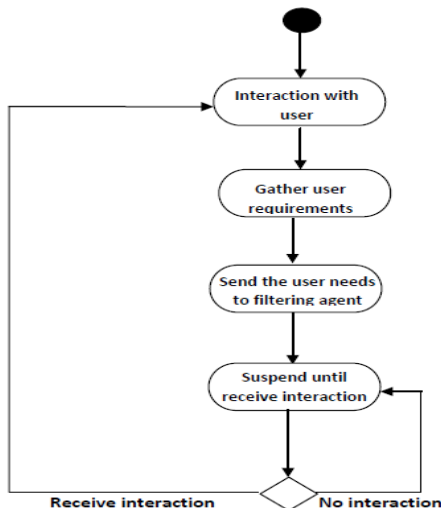 Interaction with
user
Gather user
requirements
Send the user needs
to filtering agent
Suspend until
receive interaction
Receive interaction
No interaction